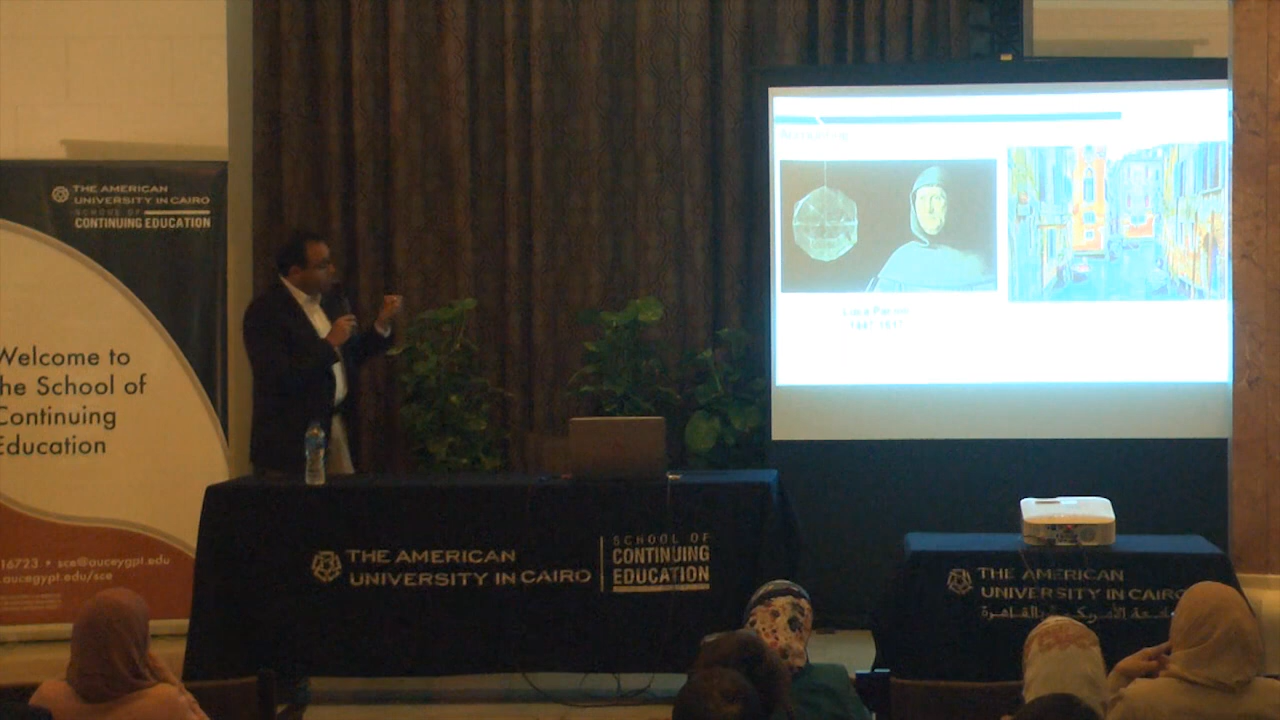 THE AMERICAN
UNIVERSITY IN CAIRO
SCHOOL OF
CONTINUING EDUCATION
Welcome to
he School of
Continuing
Education
16723 • sce@aucegypt.edu
.aucegypt.edu/sce
THE AMERICAN
UNIVERSITY IN CAIRO
SCHOOL OF
CONTINUING
EDUCATION
THE AMERICAN
UNIVERSITY IN CAIRO